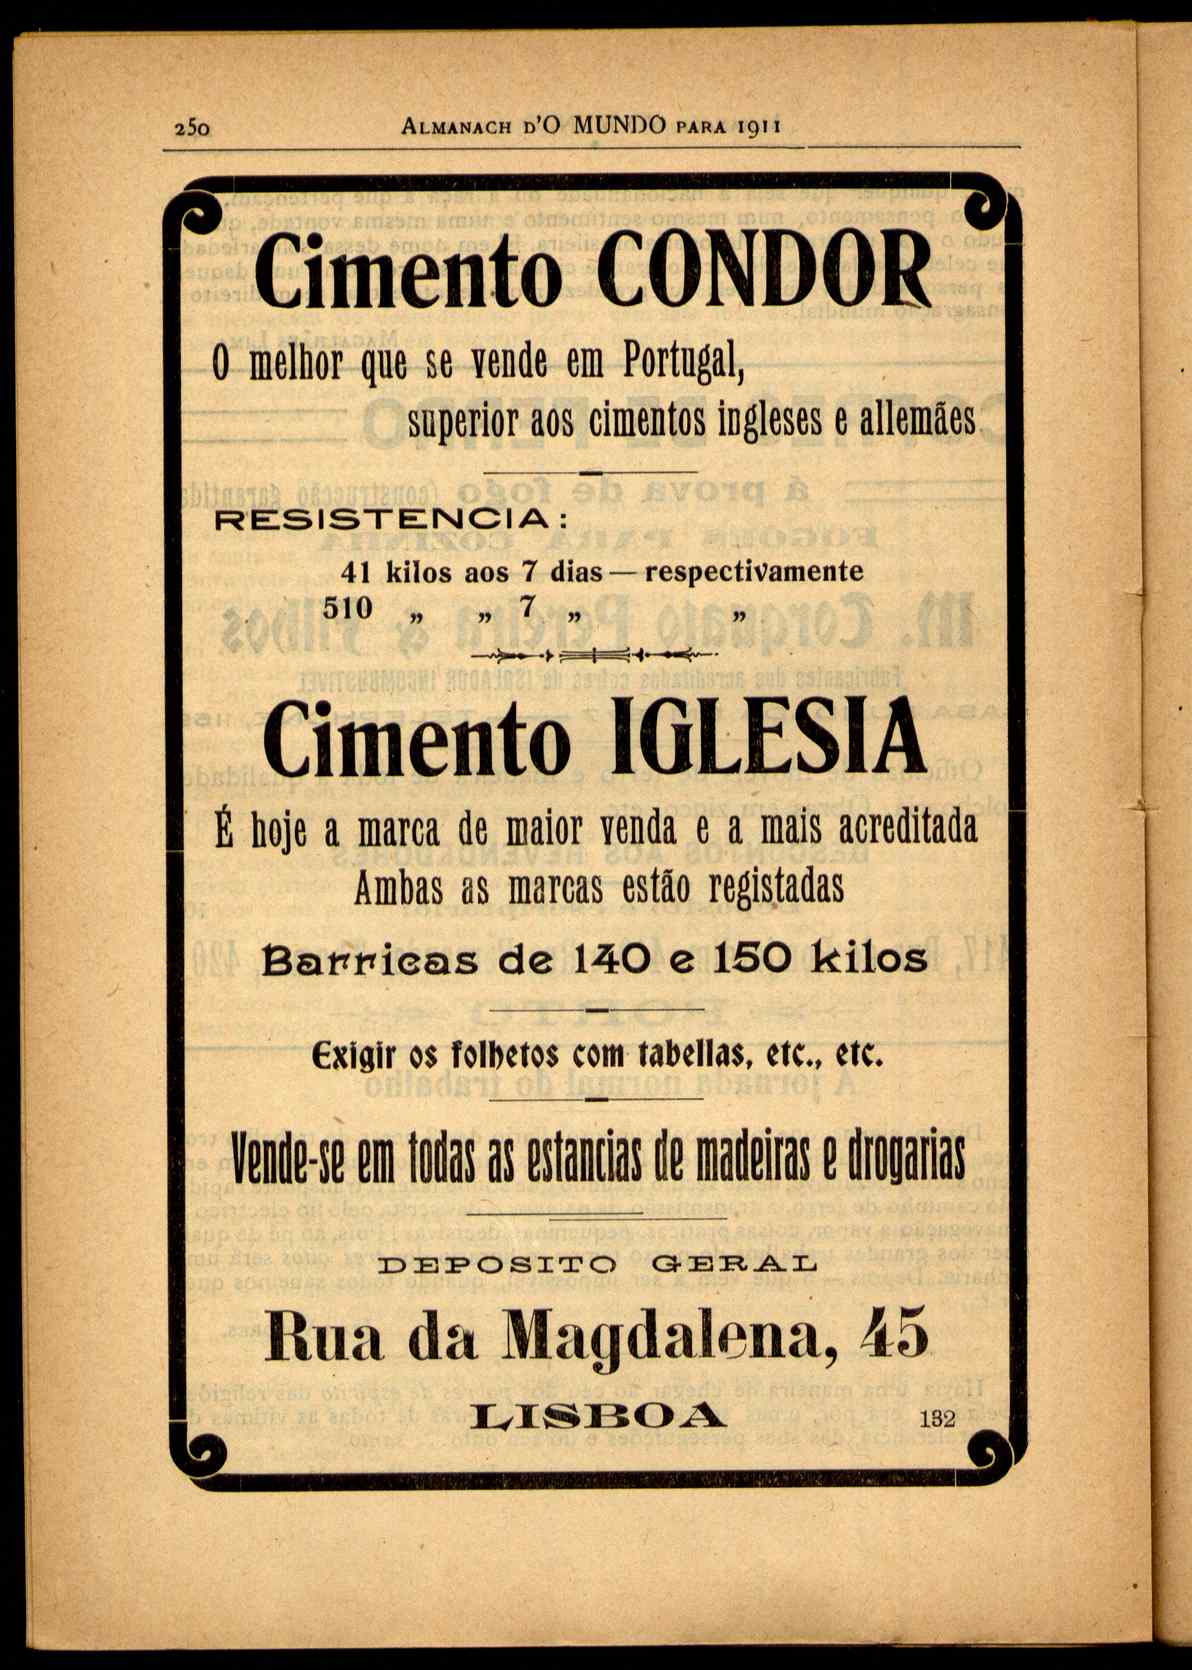 250
ALMANACH D'O MUNDO PARA 1911
Cimento CONDOR
O melhor que se vende em Portugal,
superior aos cimentos ingleses e allemães
RESISTENCIA:
41 kilos aos 7 dias — respectivamente
510 „ „ 7 „ „
Cimento IGLESIA
É hoje a marca de maior venda e a mais acreditada
Ambas as marcas estão registadas
Barricas de 140 e 150 kilos
Exigir os folhetos com tabellas, etc., etc.
Vende-se em todas as estancias de madeiras e drogarias
DEPOSITO GERAL
Rua da Magdalena, 45
LISBOA
132